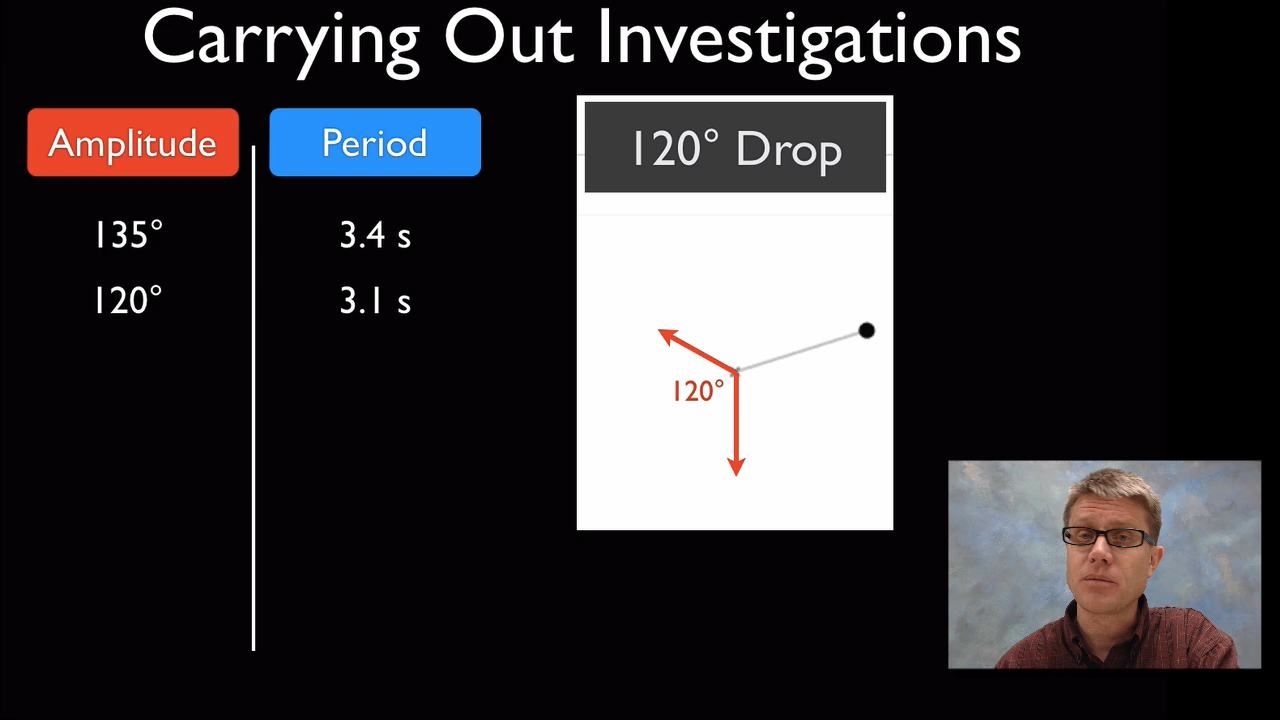 Carrying Out Investigations
Amplitude Period
135° 3.4 s
120° 3.1 s
120° Drop
120°